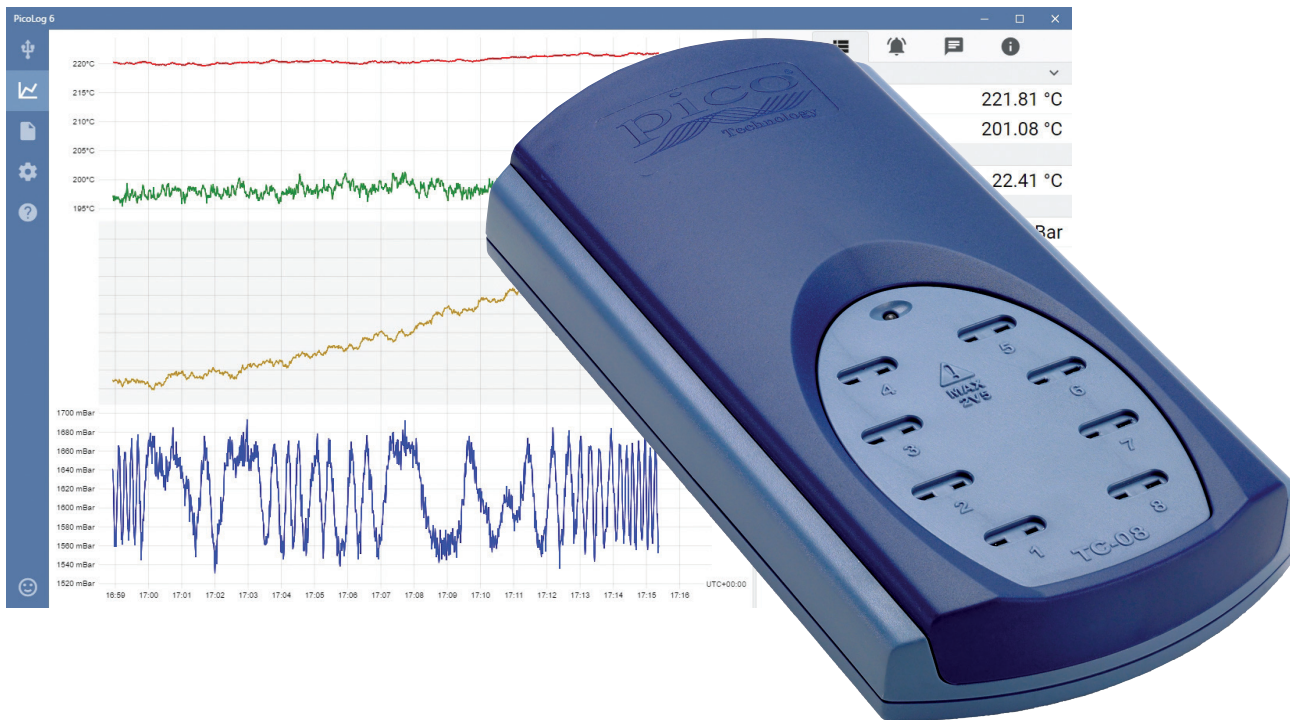 PicoLog 6
220°C
215°C
210°C
205°C
200°C
195°C
1700 mBar
1680 mBar
1660 mBar
1640 mBar
1620 mBar
1600 mBar
1580 mBar
1560 mBar
1540 mBar
1520 mBar
16:59 17:00 17:01 17:02 17:03 17:04 17:05 17:06 17:07 17:08 17:09 17:10 17:11 17:12 17:13 17:14 17:15 17:16
UTC+00:00
221.81 °C
201.08 °C
22.41 °C
Bar
pico
Technology
MAX
2V5
5
4
6
3
7
2
8
1
TC-08